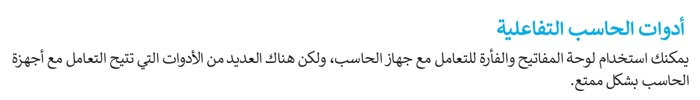 أدوات الحاسب التفاعلية
يمكنك استخدام لوحة المفاتيح والفأرة للتعامل مع جهاز الحاسب، ولكن هناك العديد من الأدوات التي تتيح التعامل مع أجهزة
الحاسب بشكل ممتع.